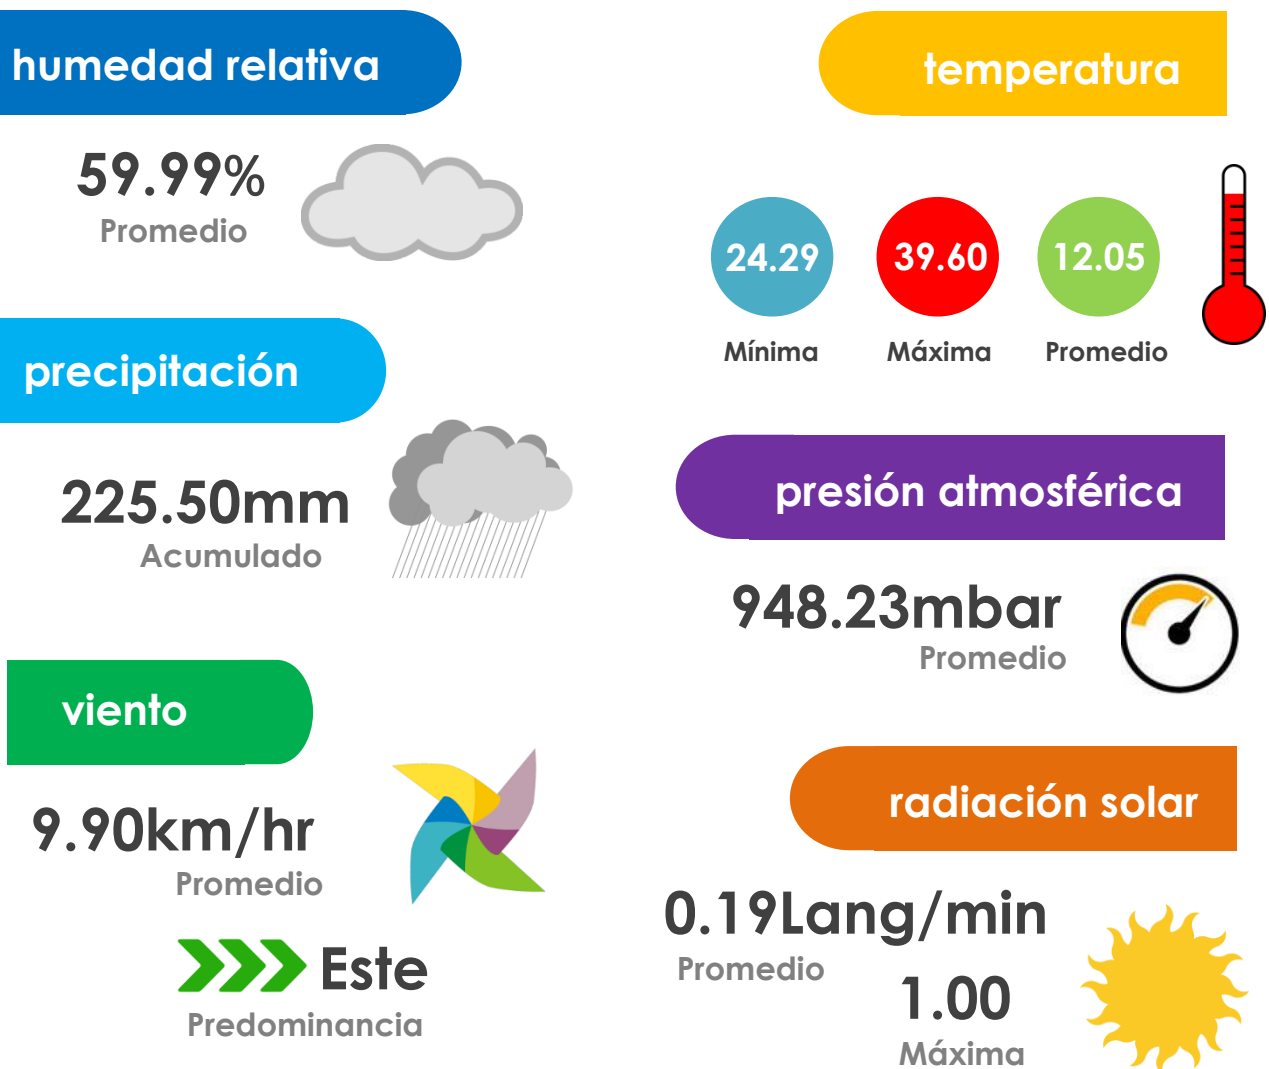 humedad relativa
59.99%
Promedio
precipitación
225.50mm
Acumulado
viento
9.90km/hr
Promedio
Este
Predominancia
temperatura
24.29 39.60 12.05
Mínima Máxima Promedio
presión atmosférica
948.23mbar
Promedio
radiación solar
0.19Lang/min
Promedio
1.00
Máxima